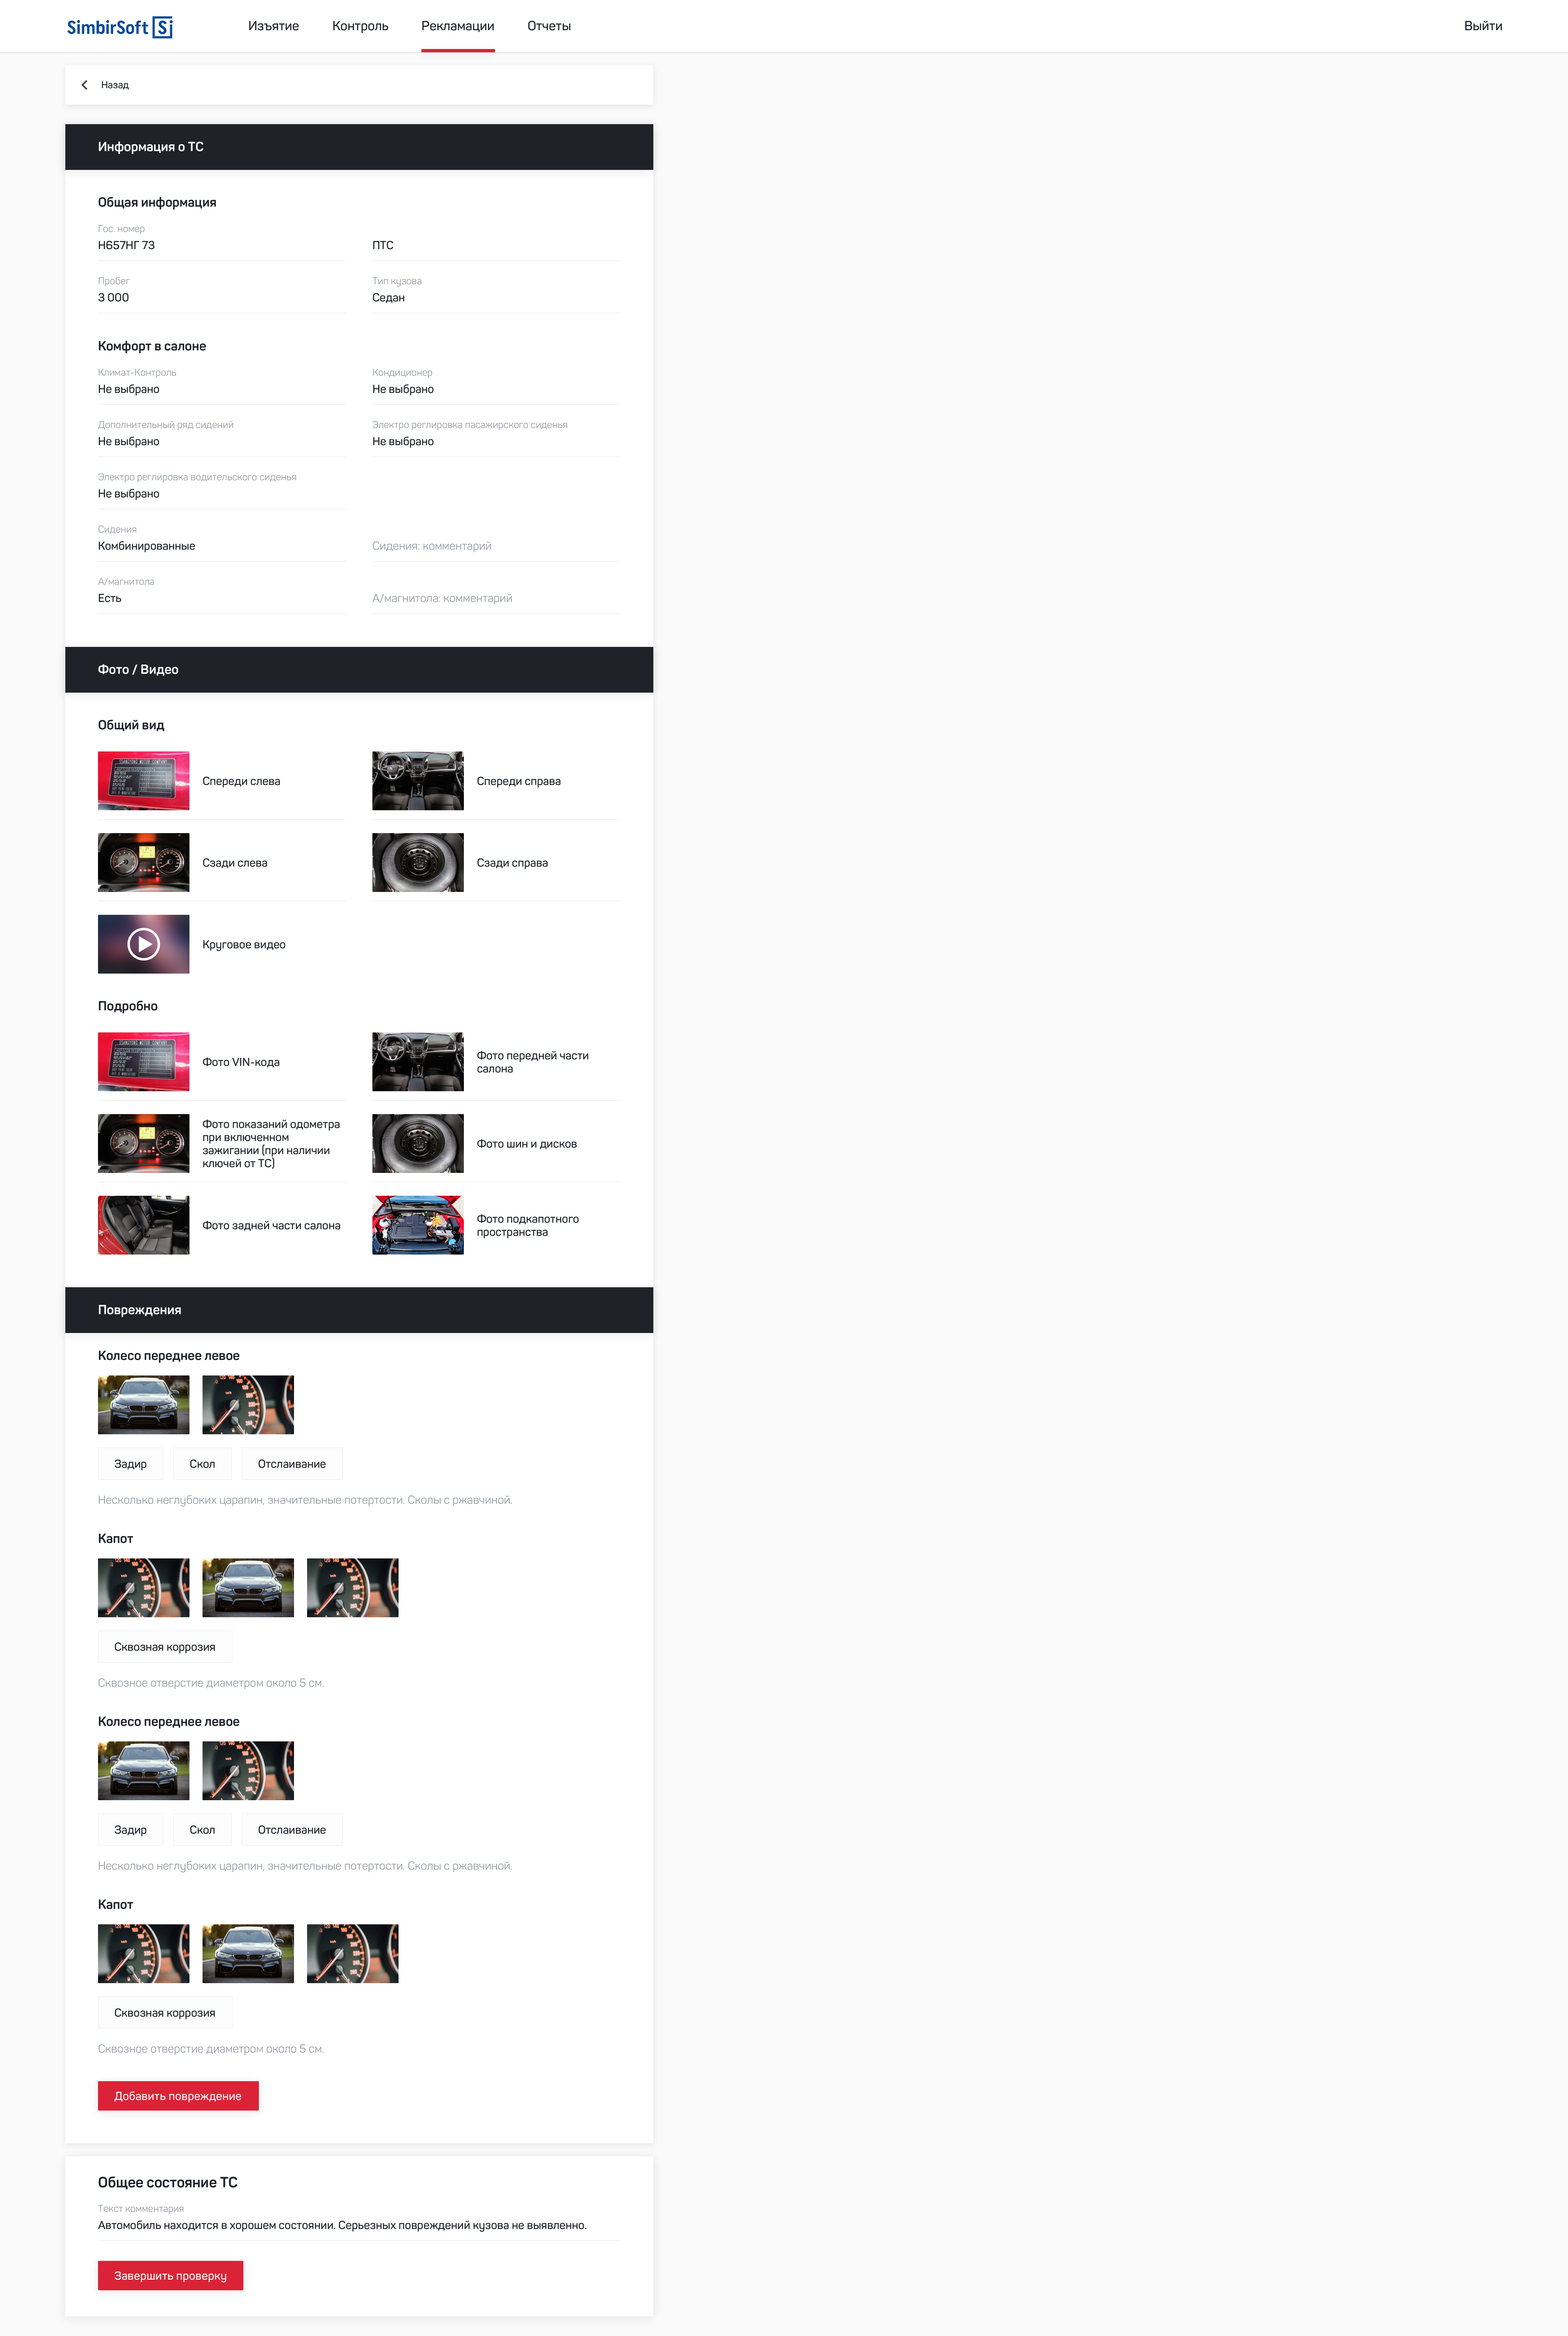 SimbirSoft Si
Изъятие
Контроль
Рекламации
Отчеты
Выйти
Назад
Информация о ТС
Общая информация
Гос. номер
Н657НГ 73
ПТС
Пробег
Тип кузова
3 000
Седан
Комфорт в салоне
Климат-Контроль
Кондиционер
Не выбрано
Не выбрано
Дополнительный ряд сидений
Электро реглировка пасажирского сиденья
Не выбрано
Не выбрано
Электро реглировка водительского сиденья
Не выбрано
Сидения
Комбинированные
Сидения: комментарий
А/магнитола
Есть
А/магнитола: комментарий
Фото / Видео
Общий вид
Спереди слева
Спереди справа
Сзади слева
Сзади справа
Круговое видео
Подробно
Фото VIN-кода
Фото передней части
салона
Фото показаний одометра
при включенном
зажигании (при наличии
ключей от ТС)
Фото шин и дисков
Фото задней части салона
Фото подкапотного
пространства
Повреждения
Колесо переднее левое
Задир
Скол
Отслаивание
Несколько неглубоких царапин, значительные потертости. Сколы с ржавчиной.
Капот
Сквозная коррозия
Сквозное отверстие диаметром около 5 см.
Колесо переднее левое
Задир
Скол
Отслаивание
Несколько неглубоких царапин, значительные потертости. Сколы с ржавчиной.
Капот
Сквозная коррозия
Сквозное отверстие диаметром около 5 см.
Добавить повреждение
Общее состояние ТС
Текст комментария
Автомобиль находится в хорошем состоянии. Серьезных повреждений кузова не выявленно.
Завершить проверку